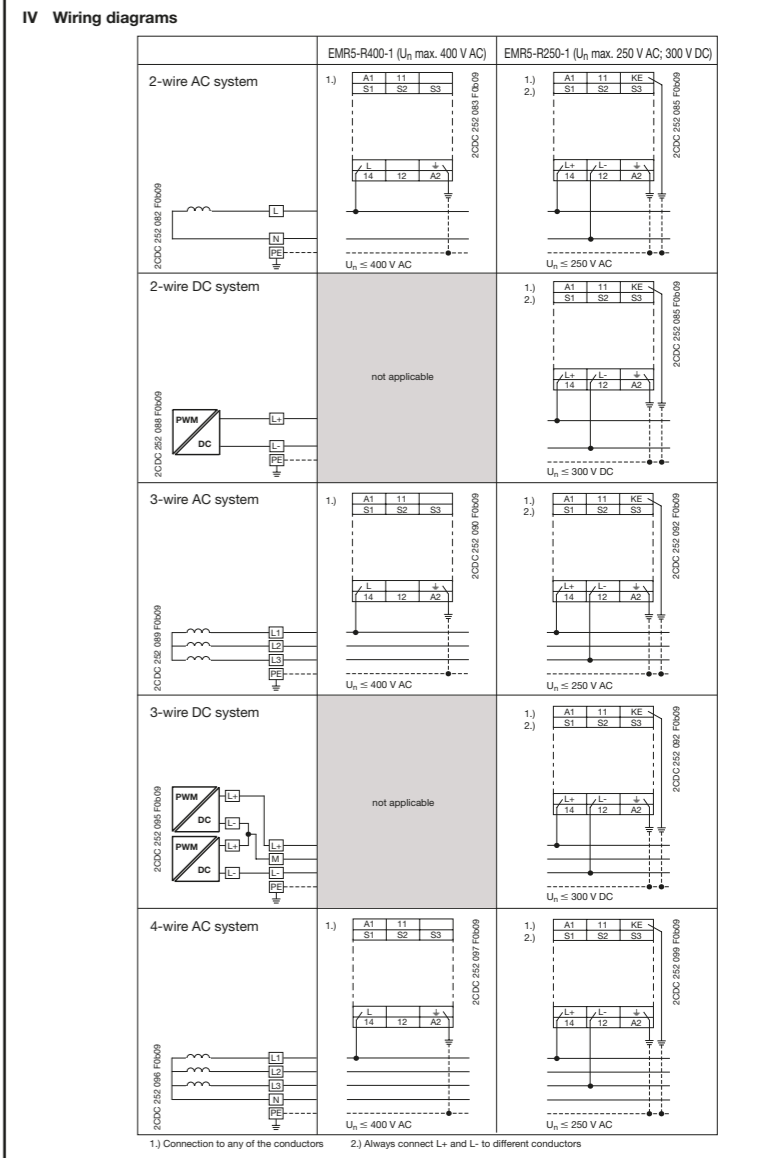 IV Wiring diagrams
EMR5-R400-1 (Un max. 400 V AC)
EMR5-R250-1 (Un max. 250 V AC; 300 V DC)
2-wire AC system
2CDC 252 082 F0b09
L
N
PE
1.)
A1 11
S1 S2 S3
L
14 12 A2
2CDC 252 083 F0b09
Un ≤ 400 V AC
1.)
2.)
A1 11 KE
S1 S2 S3
L+ L-
14 12 A2
2CDC 252 085 F0b09
Un ≤ 250 V AC
2-wire DC system
2CDC 252 088 F0b09
PWM
DC
L+
L-
PE
not applicable
1.)
2.)
A1 11 KE
S1 S2 S3
L+ L-
14 12 A2
2CDC 252 085 F0b09
Un ≤ 300 V DC
3-wire AC system
2CDC 252 089 F0b09
L1
L2
L3
PE
1.)
A1 11
S1 S2 S3
L
14 12 A2
2CDC 252 090 F0b09
Un ≤ 400 V AC
1.)
2.)
A1 11 KE
S1 S2 S3
L+ L-
14 12 A2
2CDC 252 092 F0b09
Un ≤ 250 V AC
3-wire DC system
2CDC 252 095 F0b09
PWM
DC
L+
L-
PWM
DC
L+
L-
L+
M
L-
PE
not applicable
1.)
2.)
A1 11 KE
S1 S2 S3
L+ L-
14 12 A2
2CDC 252 092 F0b09
Un ≤ 300 V DC
4-wire AC system
2CDC 252 096 F0b09
L1
L2
L3
N
PE
1.)
A1 11
S1 S2 S3
L
14 12 A2
2CDC 252 097 F0b09
Un ≤ 400 V AC
1.)
2.)
A1 11 KE
S1 S2 S3
L+ L-
14 12 A2
2CDC 252 099 F0b09
Un ≤ 250 V AC
1.) Connection to any of the conductors 2.) Always connect L+ and L- to different conductors